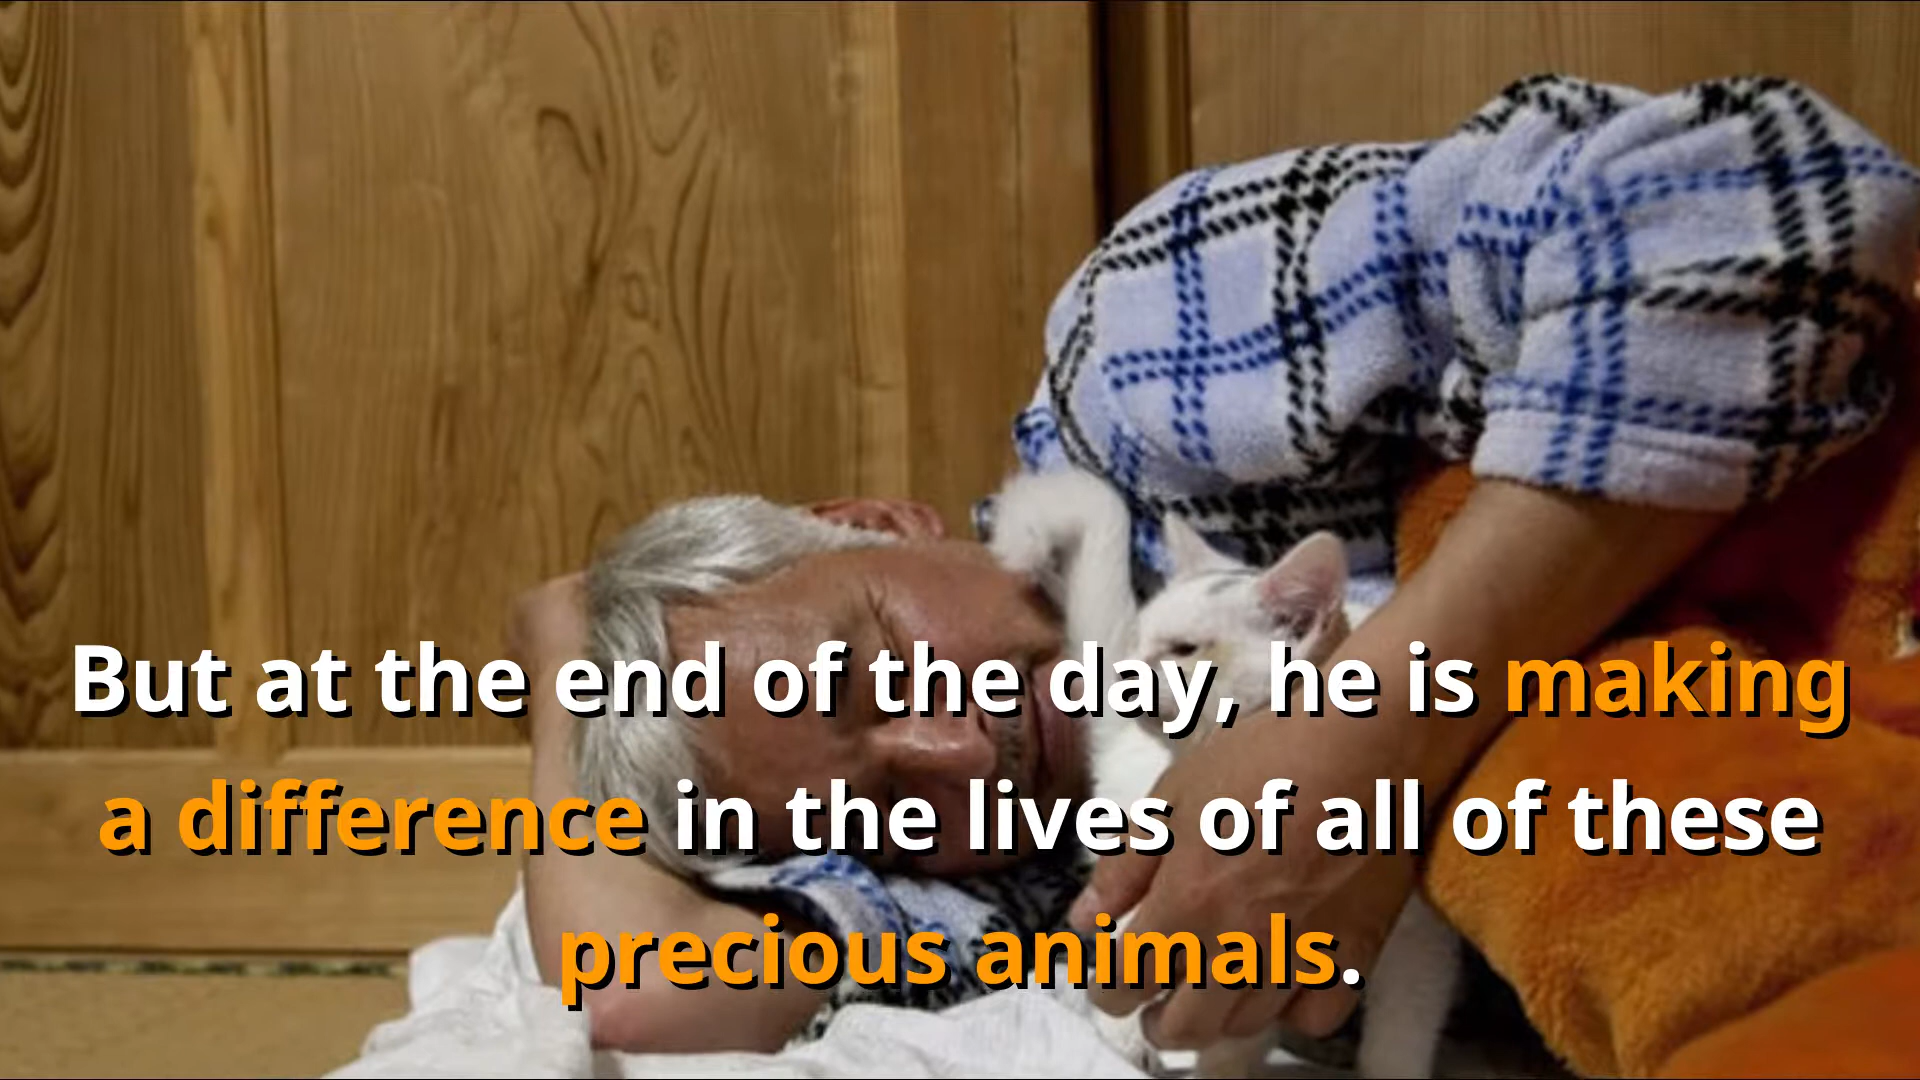 But at the end of the day, he is making
a difference in the lives of all of these
precious animals.